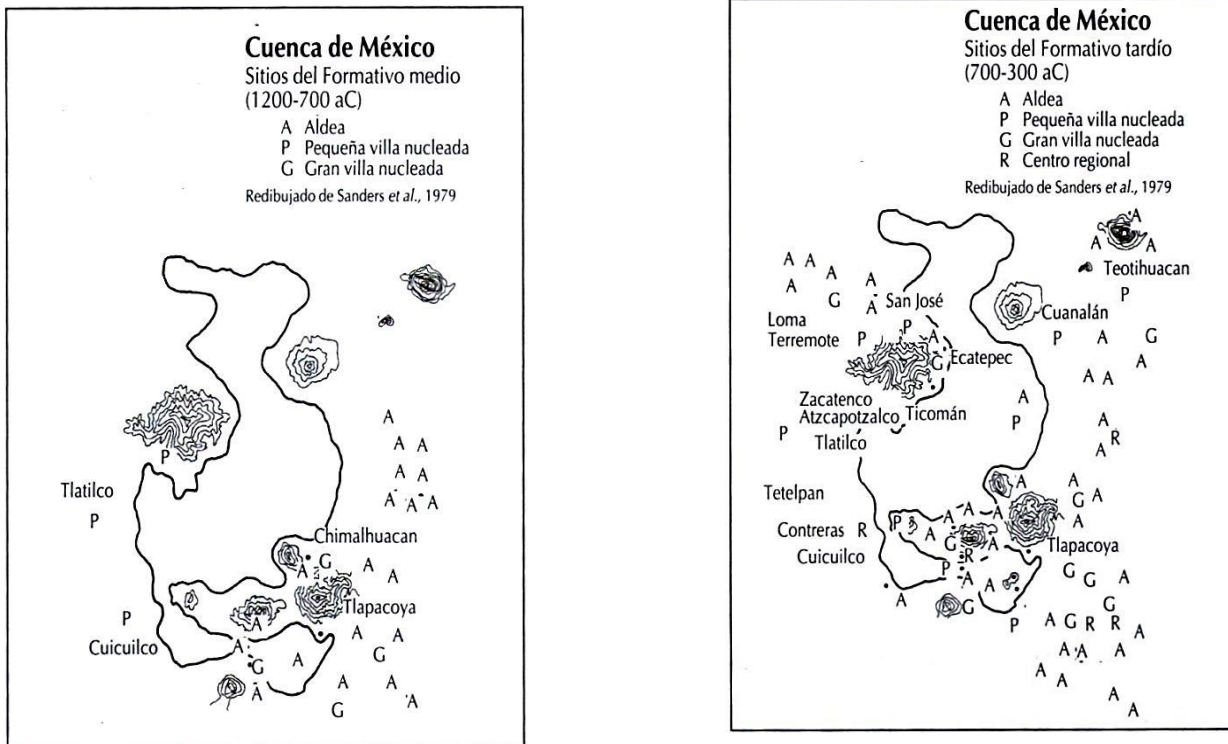 Cuenca de México
Sitios del Formativo medio
(1200-700 aC)
A Aldea
P Pequeña villa nucleada
G Gran villa nucleada
Redibujado de Sanders et al., 1979
A
A A
A A
A A A
P
Tlatilco
P
Chimalhuacan
A G A A
Tlapacoya
P
Cuicuilco
A
A A A
G A G
A A A A
G
Cuenca de México
Sitios del Formativo tardío
(700-300 aC)
A Aldea
P Pequeña villa nucleada
G Gran villa nucleada
R Centro regional
Redibujado de Sanders et al., 1979
A
A A
A A A A
Teotihuacan
A G A
San José
P
Cuanalán
Loma
Terremote P
P A
P A G
G Ecatepec
A
A A
Zacatenco
Atzcapotzalco Ticomán
A
P
P
Tlatilco
A
A R
Tetelpan
A A
A G A
A A A A
Contreras R
P A G R A
Tlapacoya
Cuicuilco
P A A
G G A
A G
P G
A G R R A A
A A A
A A A
A
A